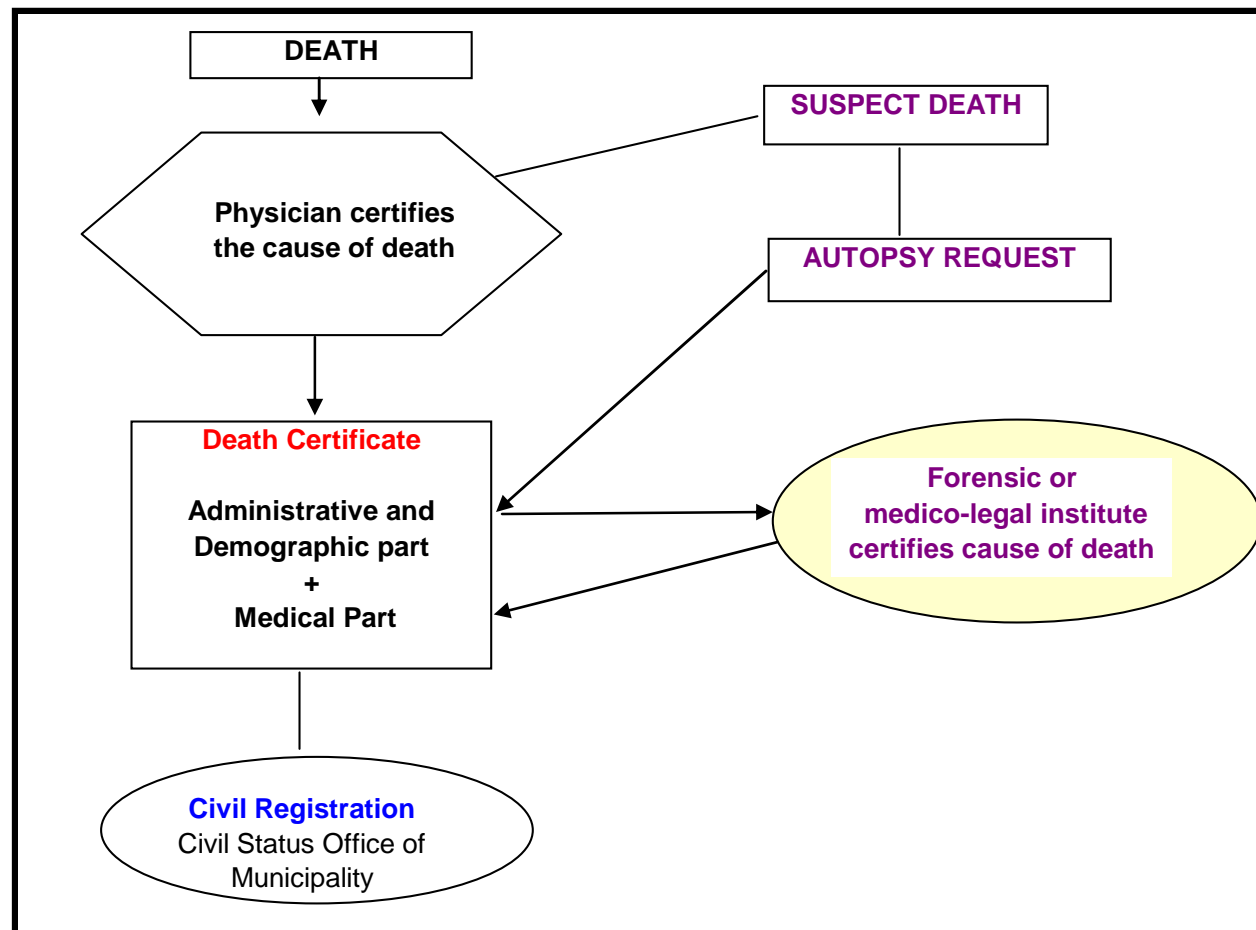 DEATH
SUSPECT DEATH
Physician certifies
the cause of death
AUTOPSY REQUEST
Death Certificate
Administrative and
Demographic part
+
Medical Part
Forensic or
medico-legal institute
certifies cause of death
Civil Registration
Civil Status Office of
Municipality